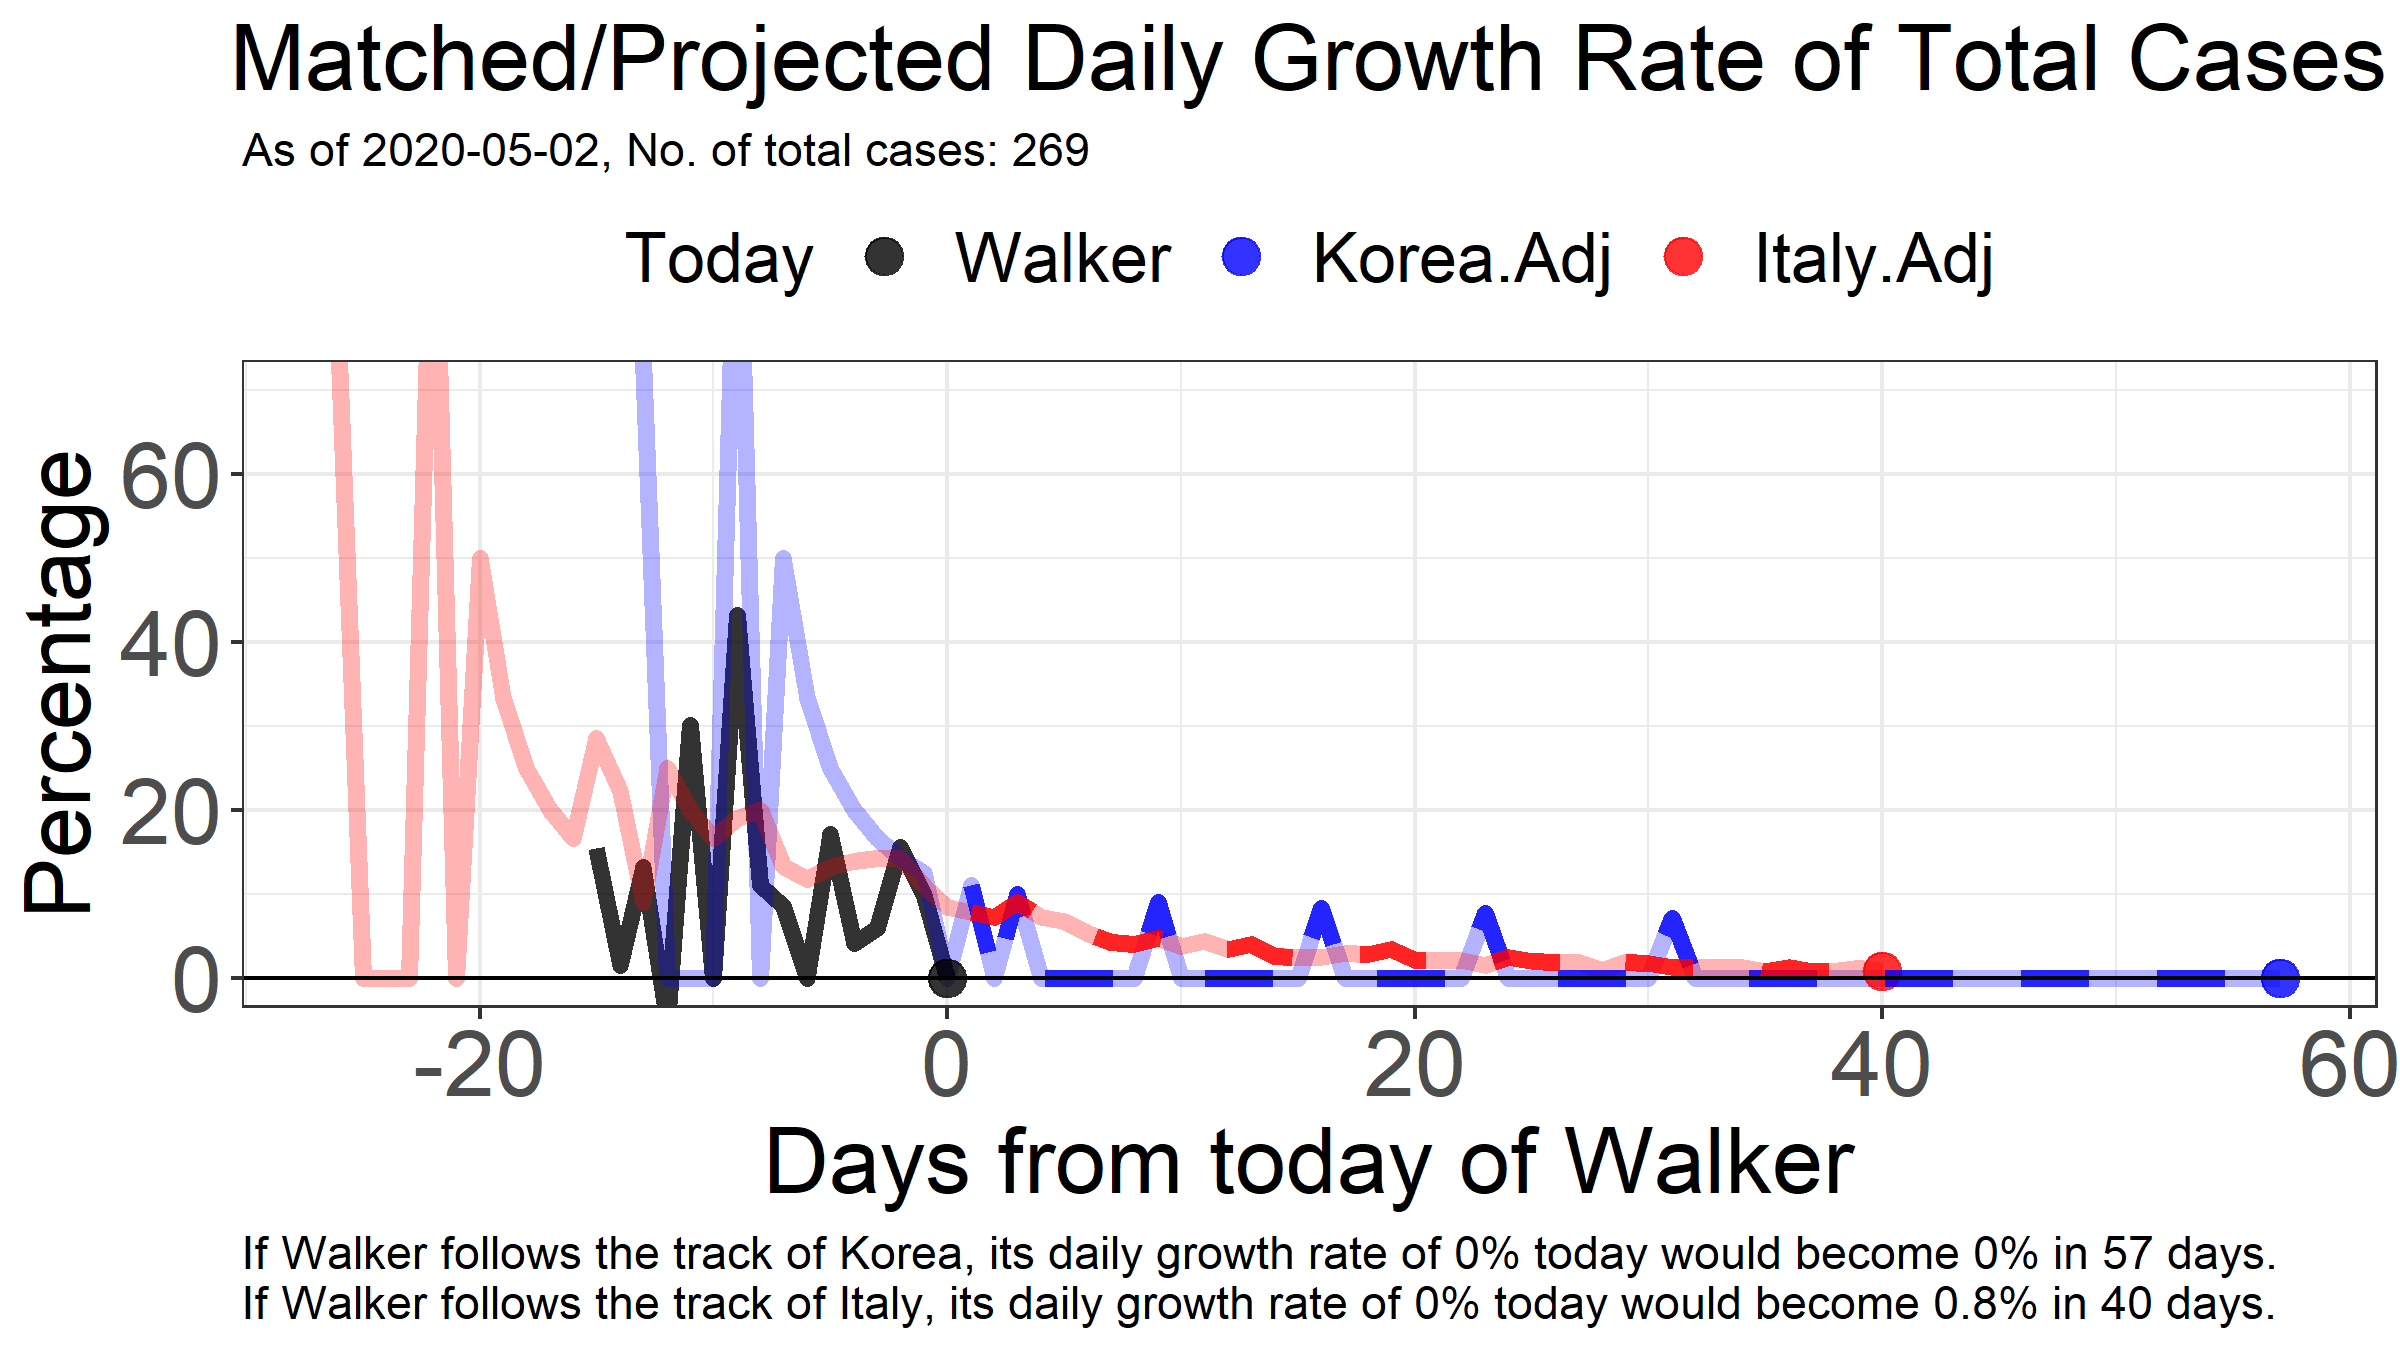 Matched/Projected Daily Growth Rate of Total Cases
As of 2020-05-02, No. of total cases: 269
Today Walker Korea.Adj Italy.Adj
Percentage
60
40
20
0
-20 0 20 40 60
Days from today of Walker
If Walker follows the track of Korea, its daily growth rate of 0% today would become 0% in 57 days.
If Walker follows the track of Italy, its daily growth rate of 0% today would become 0.8% in 40 days.